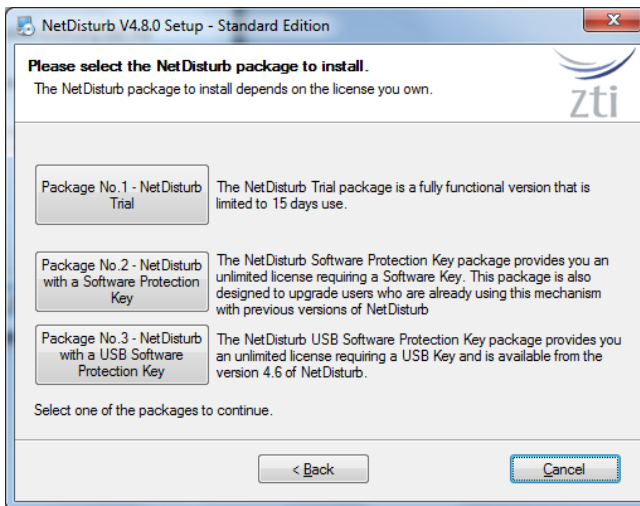 NetDisturb V4.8.0 Setup - Standard Edition
Please select the NetDisturb package to install.
The NetDisturb package to install depends on the license you own.
zti
Package No.1 - NetDisturb
Trial
The NetDisturb Trial package is a fully functional version that is
limited to 15 days use.
Package No.2 - NetDisturb
with a Software Protection
Key
The NetDisturb Software Protection Key package provides you an
unlimited license requiring a Software Key. This package is also
designed to upgrade users who are already using this mechanism
with previous versions of NetDisturb
Package No.3 - NetDisturb
with a USB Software
Protection Key
The NetDisturb USB Software Protection Key package provides you
an unlimited license requiring a USB Key and is available from the
version 4.6 of NetDisturb.
Select one of the packages to continue.
< Back
Cancel